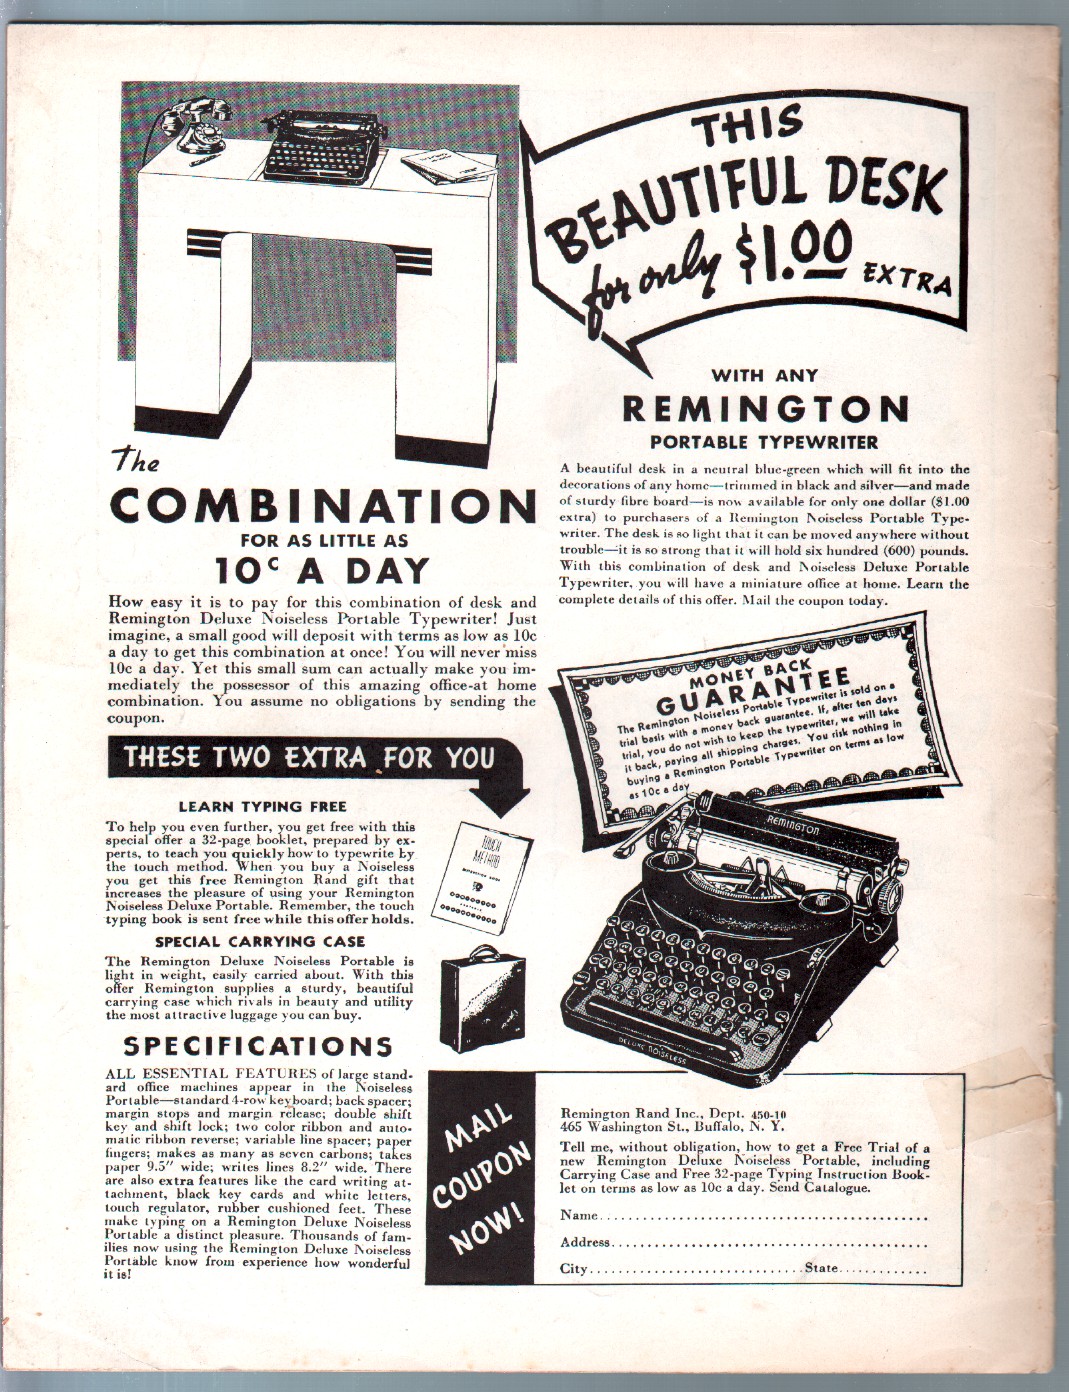 THIS
BEAUTIFUL DESK
for only $1.00 EXTRA
WITH ANY
REMINGTON
PORTABLE TYPEWRITER
A beautiful desk in a neutral blue-green which will fit into the
decorations of any home—trimmed in black and silver—and made
of sturdy fibre board—is now available for only one dollar ($1.00
extra) to purchasers of a Remington Noiseless Portable Type-
writer. The desk is so light that it can be moved anywhere without
trouble—it is so strong that it will hold six hundred (600) pounds.
With this combination of desk and Noiseless Deluxe Portable
Typewriter, you will have a miniature office at home. Learn the
complete details of this offer. Mail the coupon today.
The
COMBINATION
FOR AS LITTLE AS
10c A DAY
How easy it is to pay for this combination of desk and
Remington Deluxe Noiseless Portable Typewriter! Just
imagine, a small good will deposit with terms as low as 10c
a day to get this combination at once! You will never miss
10c a day. Yet this small sum can actually make you im-
mediately the possessor of this amazing office-at home
combination. You assume no obligations by sending the
coupon.
MONEY BACK
GUARANTEE
The Remington Noiseless Portable Typewriter is sold on a
trial basis with a money back guarantee. If, after ten days
trial, you do not wish to keep the typewriter, we will take
it back, paying all shipping charges. You risk nothing in
buying a Remington Portable Typewriter on terms as low
as 10c a day
THESE TWO EXTRA FOR YOU
LEARN TYPING FREE
To help you even further, you get free with this
special offer a 32-page booklet, prepared by ex-
perts, to teach you quickly how to typewrite by
the touch method. When you buy a Noiseless
you get this free Remington Rand gift that
increases the pleasure of using your Remington
Noiseless Deluxe Portable. Remember, the touch
typing book is sent free while this offer holds.
TOUCH
METHOD
SPECIAL CARRYING CASE
The Remington Deluxe Noiseless Portable is
light in weight, easily carried about. With this
offer Remington supplies a sturdy, beautiful
carrying case which rivals in beauty and utility
the most attractive luggage you can buy.
REMINGTON
DELUXE NOISELESS
SPECIFICATIONS
ALL ESSENTIAL FEATURES of large stand-
ard office machines appear in the Noiseless
Portable—standard 4-row keyboard; back spacer;
margin stops and margin release; double shift
key and shift lock; two color ribbon and auto-
matic ribbon reverse; variable line spacer; paper
fingers; makes as many as seven carbons; takes
paper 9.5" wide; writes lines 8.2" wide. There
are also extra features like the card writing at-
tachment, black key cards and white letters,
touch regulator, rubber cushioned feet. These
make typing on a Remington Deluxe Noiseless
Portable a distinct pleasure. Thousands of fam-
ilies now using the Remington Deluxe Noiseless
Portable know from experience how wonderful
it is!
MAIL
COUPON
NOW!
Remington Rand Inc., Dept. 450-10
465 Washington St., Buffalo, N. Y.
Tell me, without obligation, how to get a Free Trial of a
new Remington Deluxe Noiseless Portable, including
Carrying Case and Free 32-page Typing Instruction Book-
let on terms as low as 10c a day. Send Catalogue.
Name
Address
City State